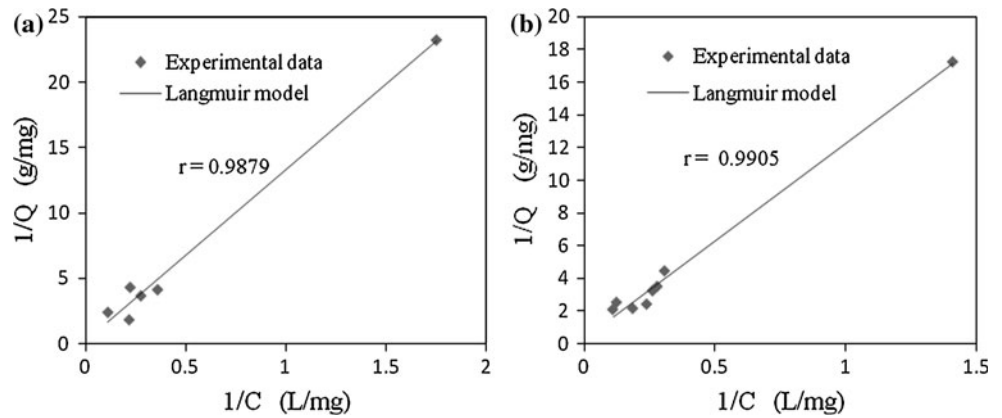 (a)
25
20
15
10
5
0
1/Q (g/mg)
Experimental data
Langmuir model
r = 0.9879
0 0.5 1 1.5 2
1/C (L/mg)
(b)
20
18
16
14
12
10
8
6
4
2
0
1/Q (g/mg)
Experimental data
Langmuir model
r = 0.9905
0 0.5 1 1.5
1/C (L/mg)